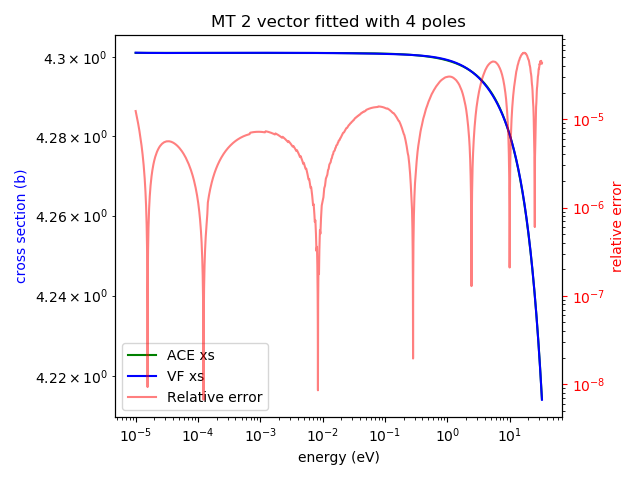 MT 2 vector fitted with 4 poles
cross section (b)
4.3 × 10⁰
4.28 × 10⁰
4.26 × 10⁰
4.24 × 10⁰
4.22 × 10⁰
ACE xs
VF xs
Relative error
10⁻⁵
10⁻⁶
10⁻⁷
10⁻⁸
relative error
10⁻⁵ 10⁻⁴ 10⁻³ 10⁻² 10⁻¹ 10⁰ 10¹
energy (eV)